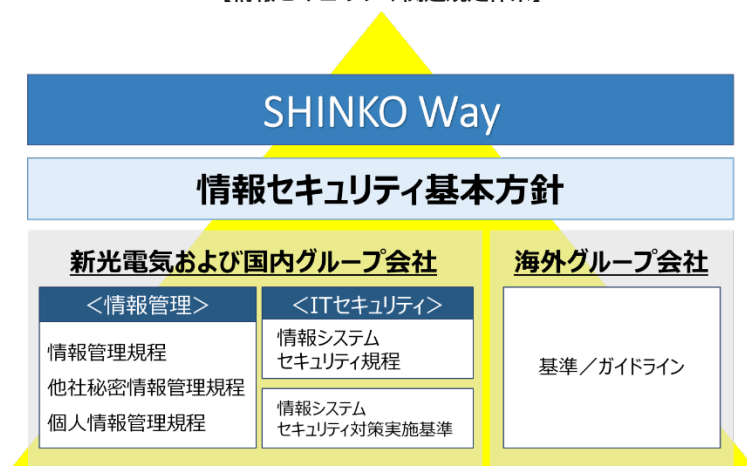 SHINKO Way
情報セキュリティ基本方針
新光電気および国内グループ会社
海外グループ会社
＜情報管理＞
情報管理規程
他社秘密情報管理規程
個人情報管理規程
＜ITセキュリティ＞
情報システム
セキュリティ規程
情報システム
セキュリティ対策実施基準
基準／ガイドライン